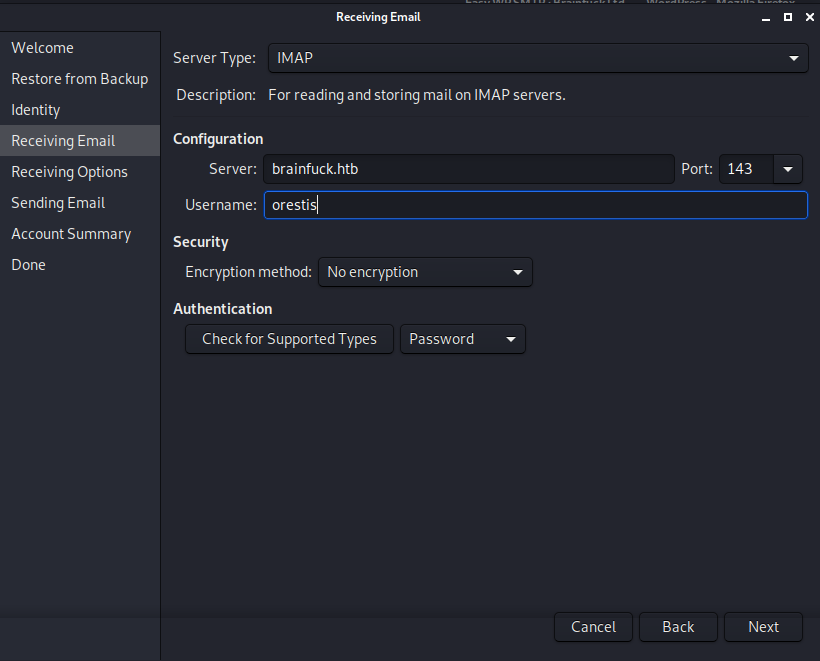 Receiving Email
Welcome
Restore from Backup
Identity
Receiving Email
Receiving Options
Sending Email
Account Summary
Done
Server Type: IMAP
Description: For reading and storing mail on IMAP servers.
Configuration
Server: brainfuck.htb Port: 143
Username: orestis
Security
Encryption method: No encryption
Authentication
Check for Supported Types Password
Cancel Back Next